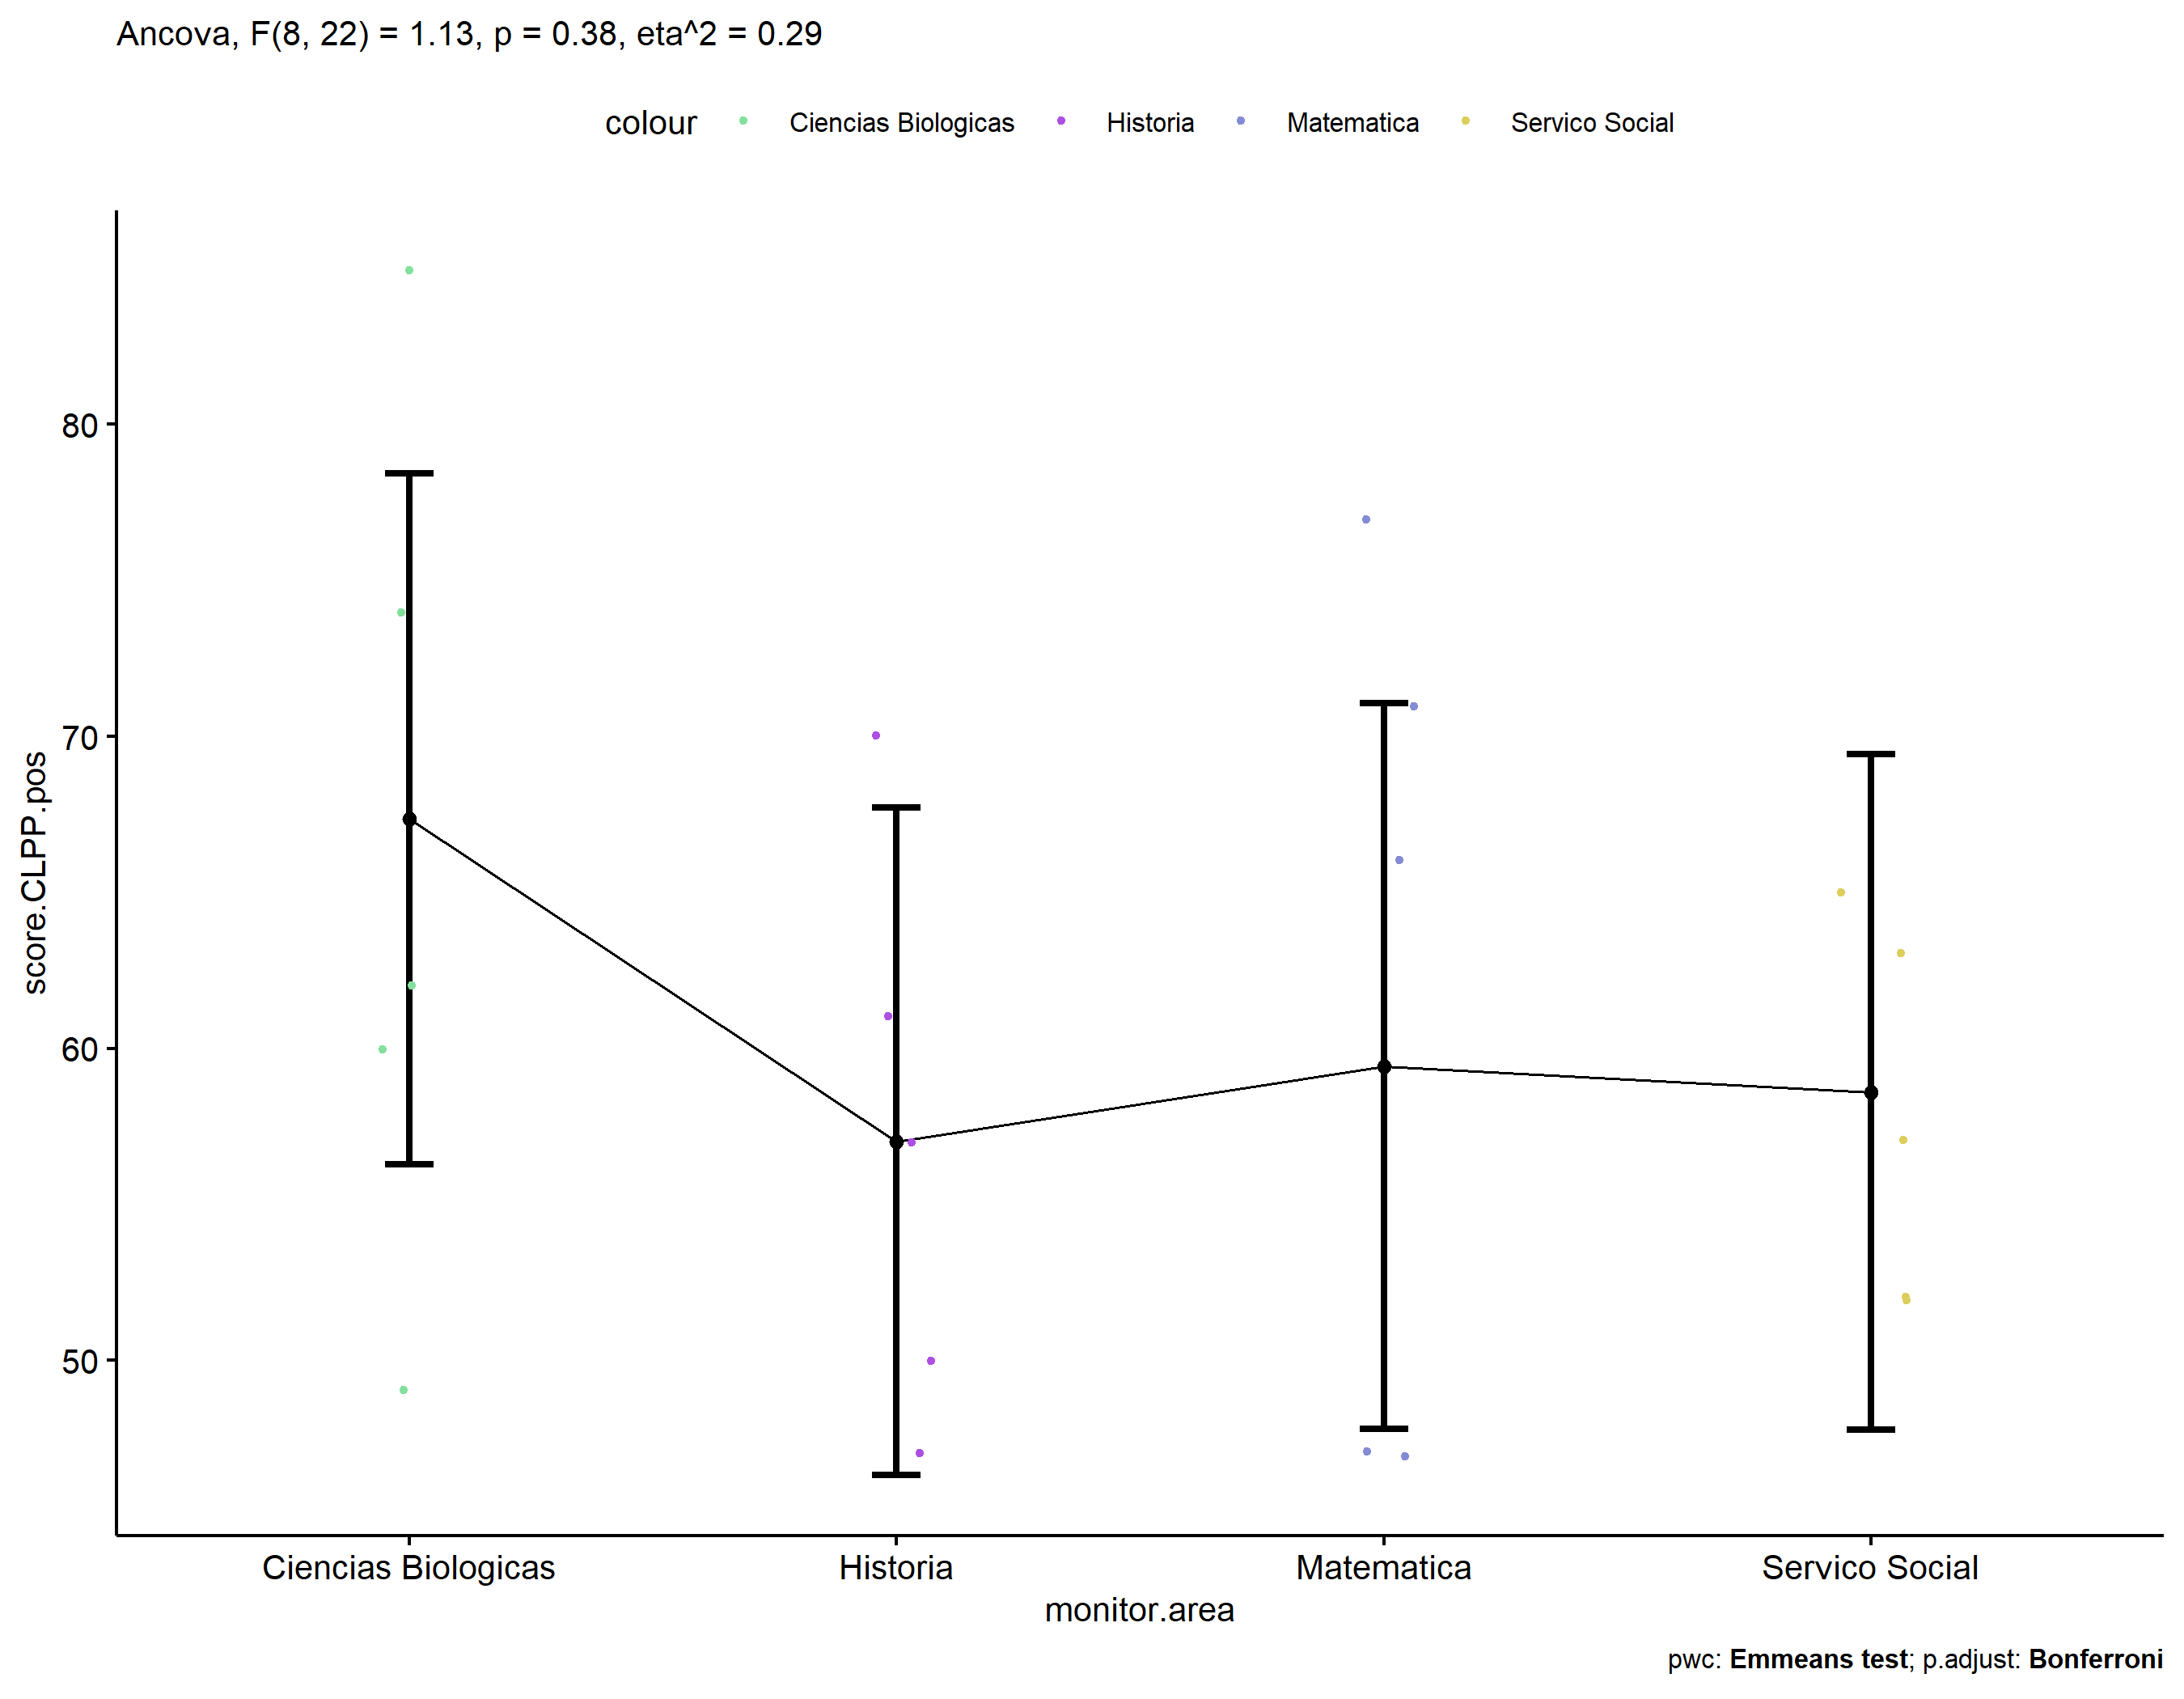 Ancova, F(8, 22) = 1.13, p = 0.38, eta^2 = 0.29
colour Ciencias Biologicas Historia Matematica Servico Social
score.CLPP.pos
80
70
60
50
Ciencias Biologicas Historia Matematica Servico Social
monitor.area
pwc: Emmeans test; p.adjust: Bonferroni